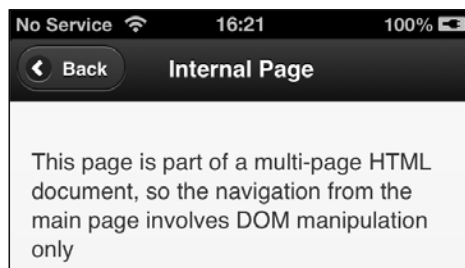 No Service 16:21 100%
Back Internal Page
This page is part of a multi-page HTML
document, so the navigation from the
main page involves DOM manipulation
only